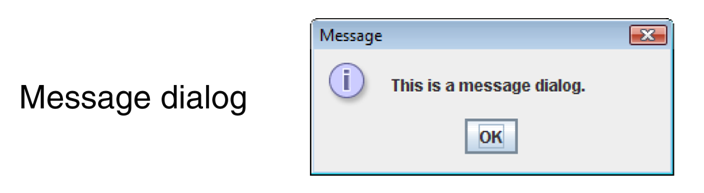 Message dialog
Message
This is a message dialog.
OK